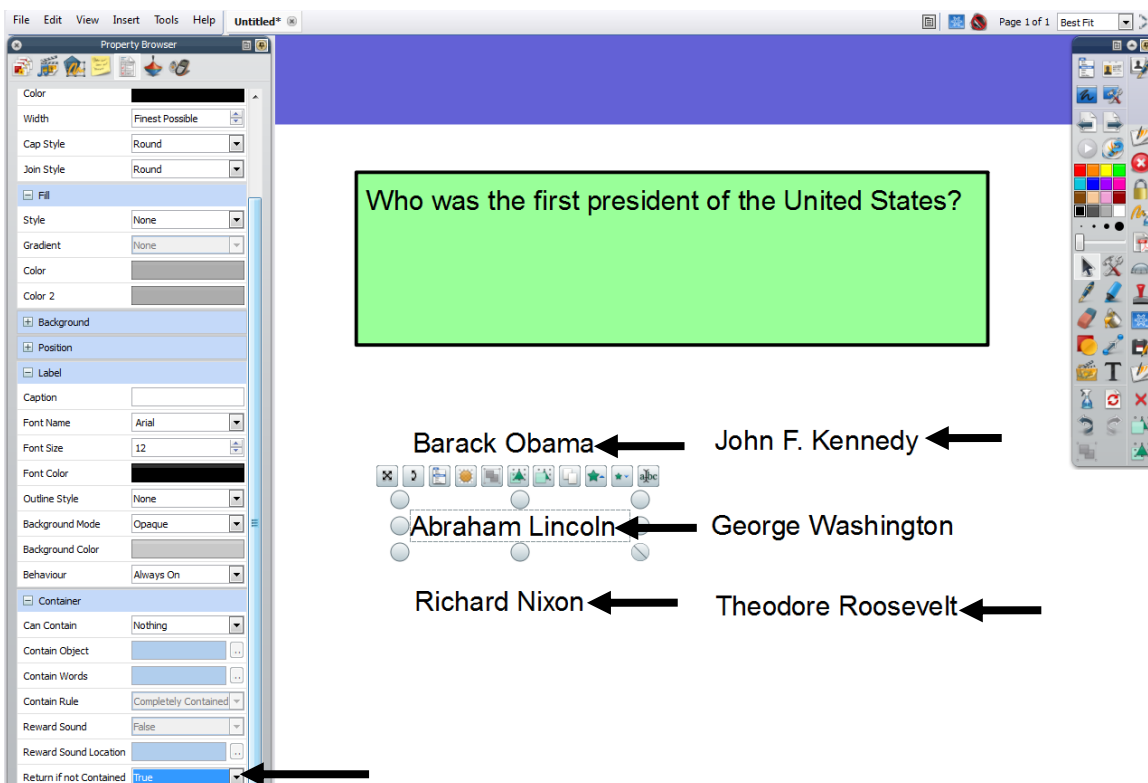 File Edit View Insert Tools Help Untitled* Page 1 of 1 Best Fit
Property Browser
Color
Width Finest Possible
Cap Style Round
Join Style Round
Fill
Style None
Gradient None
Color
Color 2
Background
Position
Label
Caption
Font Name Arial
Font Size 12
Font Color
Outline Style None
Background Mode Opaque
Background Color
Behaviour Always On
Container
Can Contain Nothing
Contain Object
Contain Words
Contain Rule Completely Contained
Reward Sound False
Reward Sound Location
Return if not Contained True
Who was the first president of the United States?
Barack Obama John F. Kennedy
abc
Abraham Lincoln George Washington
Richard Nixon Theodore Roosevelt
T